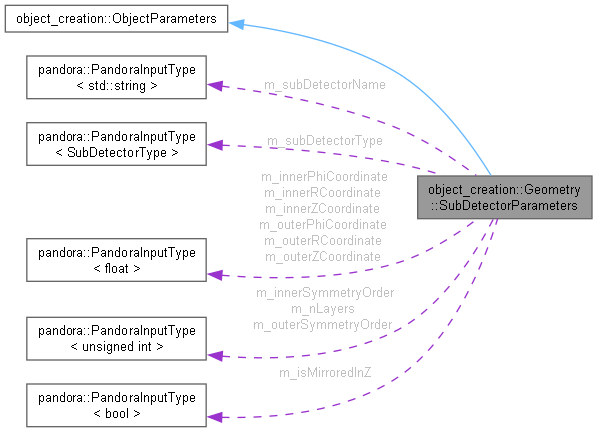 object_creation::ObjectParameters
pandora::PandoraInputType
< std::string >
m_subDetectorName
pandora::PandoraInputType
< SubDetectorType >
m_subDetectorType
object_creation::Geometry
::SubDetectorParameters
m_innerPhiCoordinate
m_innerRCoordinate
m_innerZCoordinate
m_outerPhiCoordinate
m_outerRCoordinate
m_outerZCoordinate
pandora::PandoraInputType
< float >
m_innerSymmetryOrder
m_nLayers
m_outerSymmetryOrder
pandora::PandoraInputType
< unsigned int >
m_isMirroredInZ
pandora::PandoraInputType
< bool >